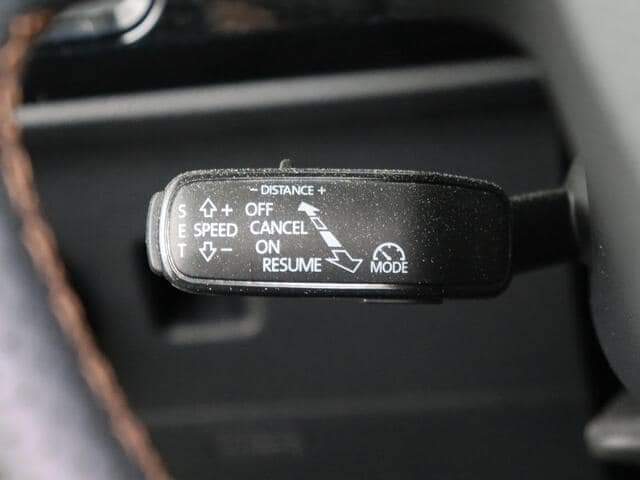 - DISTANCE +
S + OFF
E SPEED CANCEL
T - ON
RESUME MODE